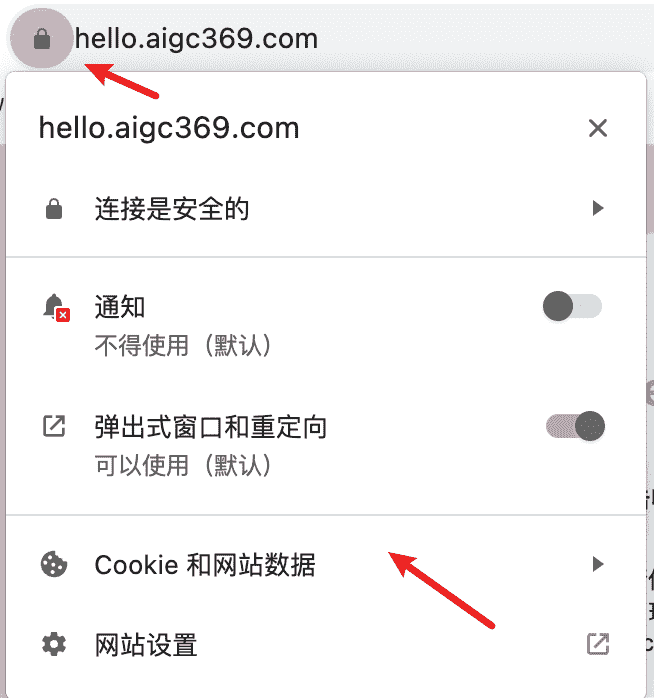 hello.aigc369.com
hello.aigc369.com
连接是安全的
通知
不得使用（默认）
弹出式窗口和重定向
可以使用（默认）
Cookie 和网站数据
网站设置